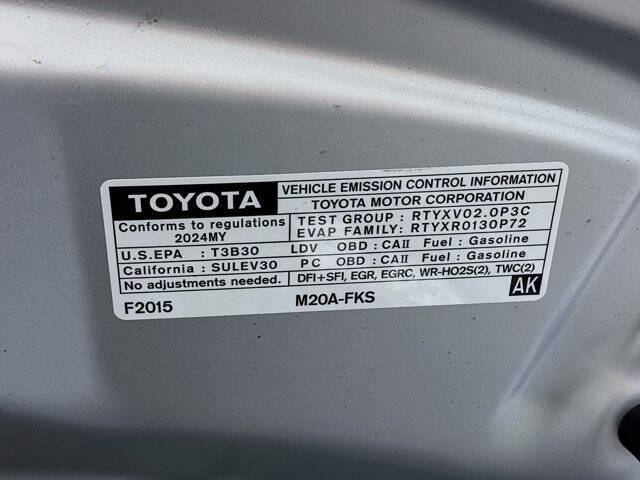 TOYOTA
VEHICLE EMISSION CONTROL INFORMATION
TOYOTA MOTOR CORPORATION
Conforms to regulations
2024MY
TEST GROUP : RTYXV02.0P3C
EVAP FAMILY: RTYXR0130P72
U.S.EPA : T3B30 LDV OBD : CAII Fuel : Gasoline
California : SULEV30 PC OBD : CAII Fuel : Gasoline
No adjustments needed. DFI+SFI, EGR, EGRC, WR-HO2S(2), TWC(2)
F2015 M20A-FKS AK